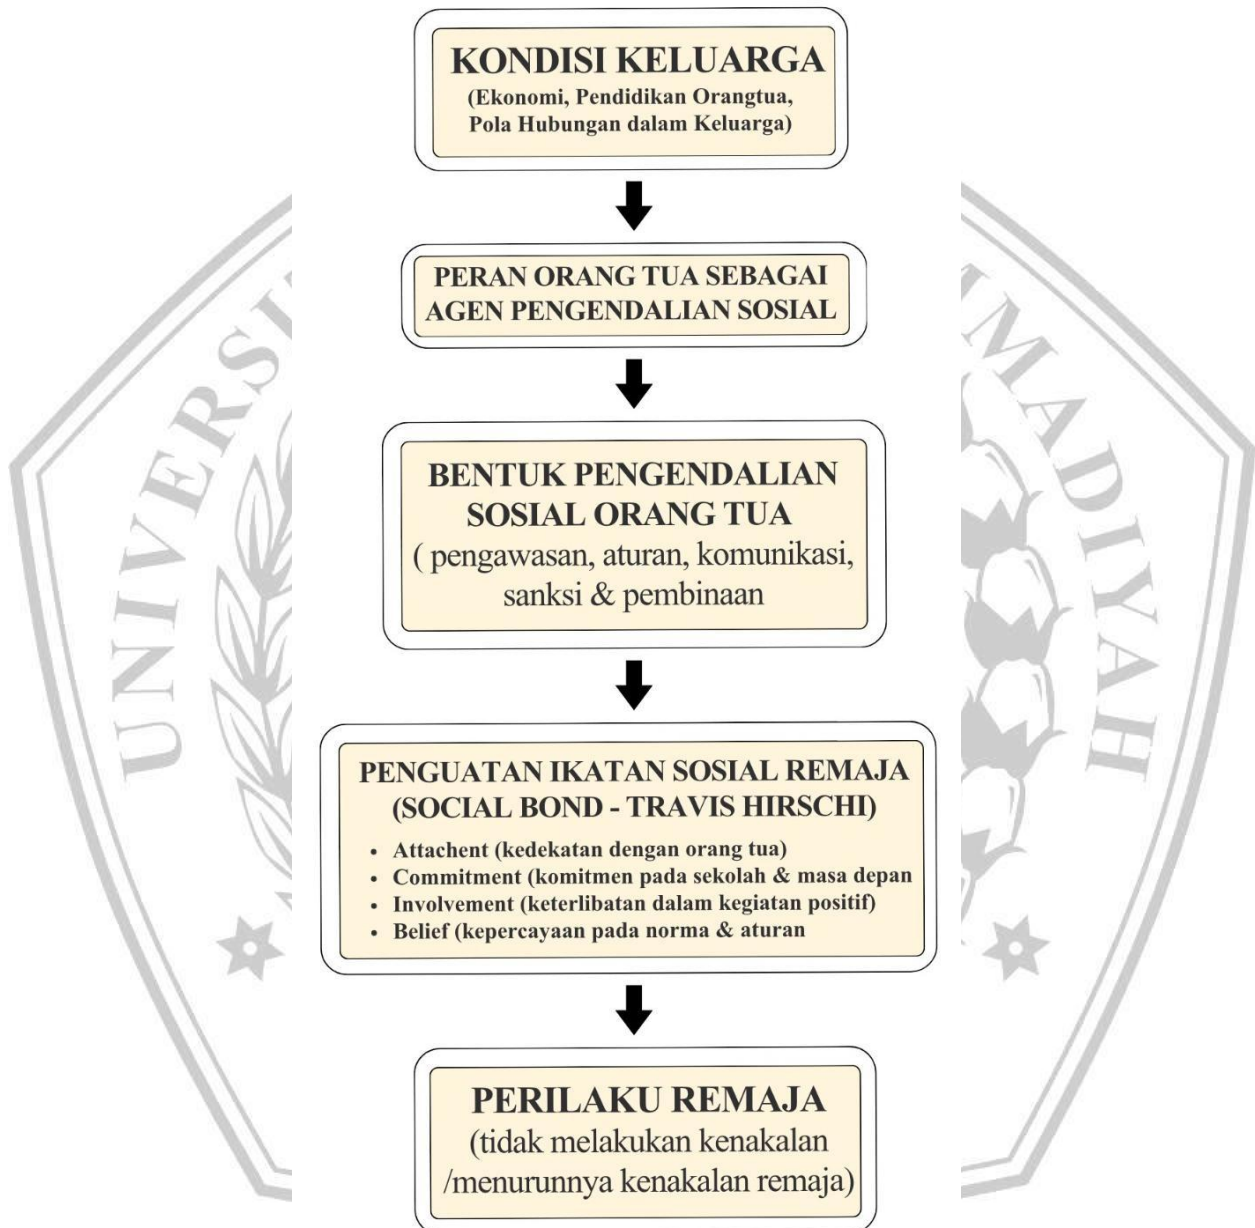 KONDISI KELUARGA
(Ekonomi, Pendidikan Orangtua,
Pola Hubungan dalam Keluarga)
PERAN ORANG TUA SEBAGAI
AGEN PENGENDALIAN SOSIAL
BENTUK PENGENDALIAN
SOSIAL ORANG TUA
( pengawasan, aturan, komunikasi,
sanksi & pembinaan
PENGUATAN IKATAN SOSIAL REMAJA
(SOCIAL BOND - TRAVIS HIRSCHI)
• Attachent (kedekatan dengan orang tua)
• Commitment (komitmen pada sekolah & masa depan
• Involvement (keterlibatan dalam kegiatan positif)
• Belief (kepercayaan pada norma & aturan
PERILAKU REMAJA
(tidak melakukan kenakalan
/menurunnya kenakalan remaja)
UNIVERSIT
MMADIYAH